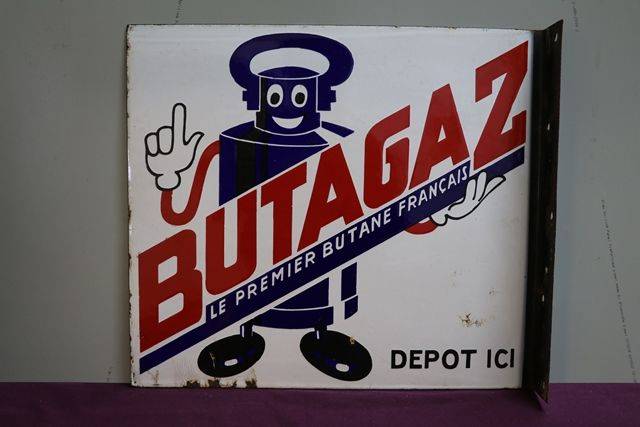 BUTAGAZ
LE PREMIER BUTANE FRANÇAIS
DEPOT ICI